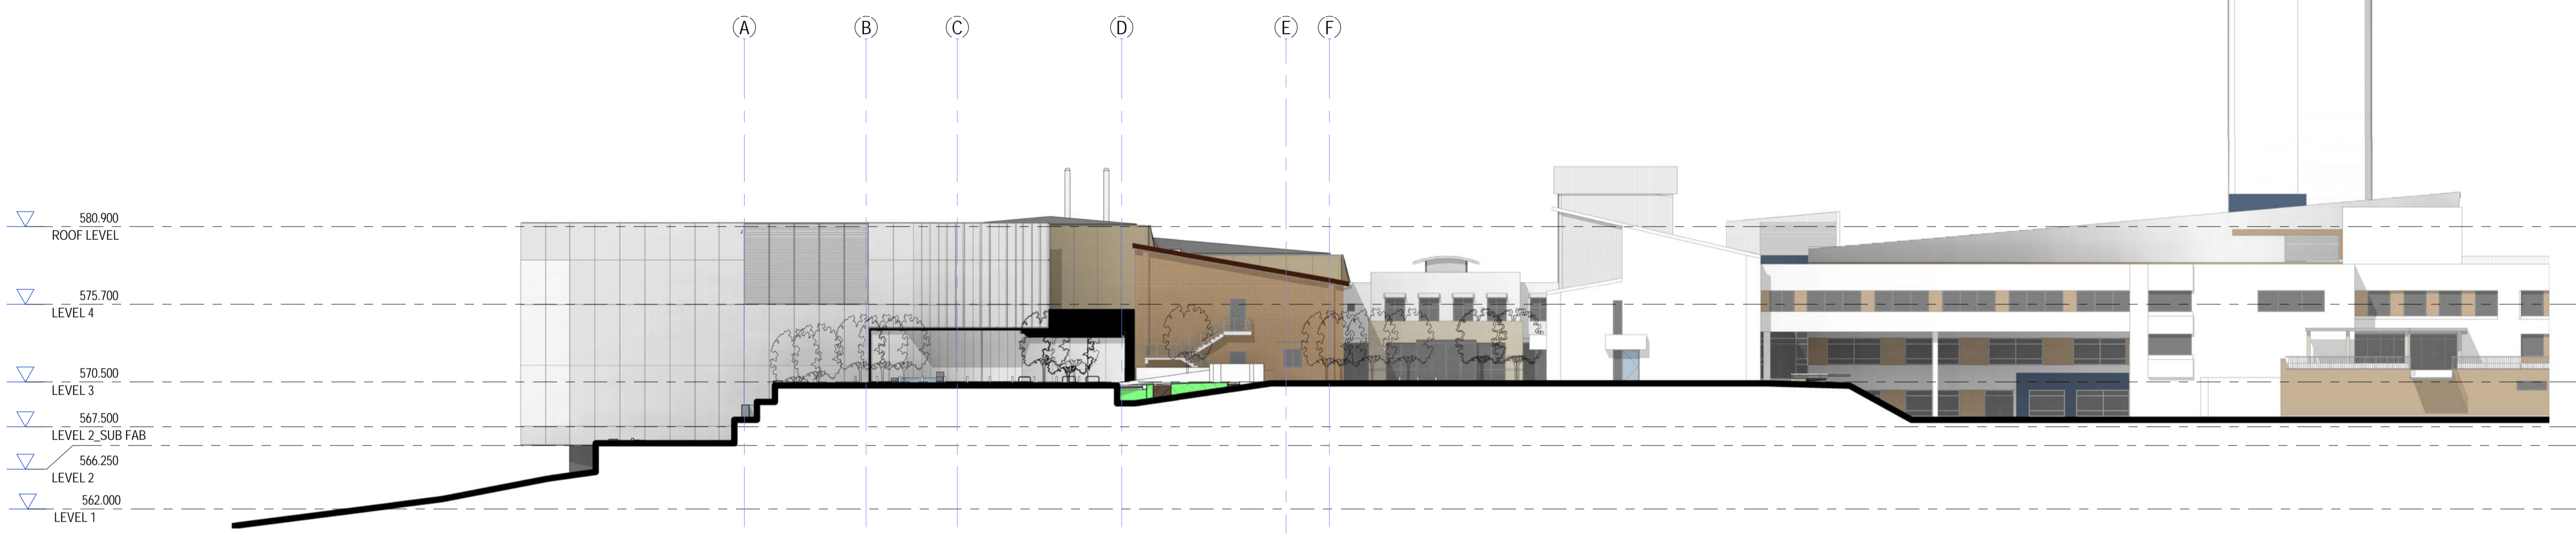 A B C D E F
580.900
ROOF LEVEL
575.700
LEVEL 4
570.500
LEVEL 3
567.500
LEVEL 2_SUB FAB
566.250
LEVEL 2
562.000
LEVEL 1